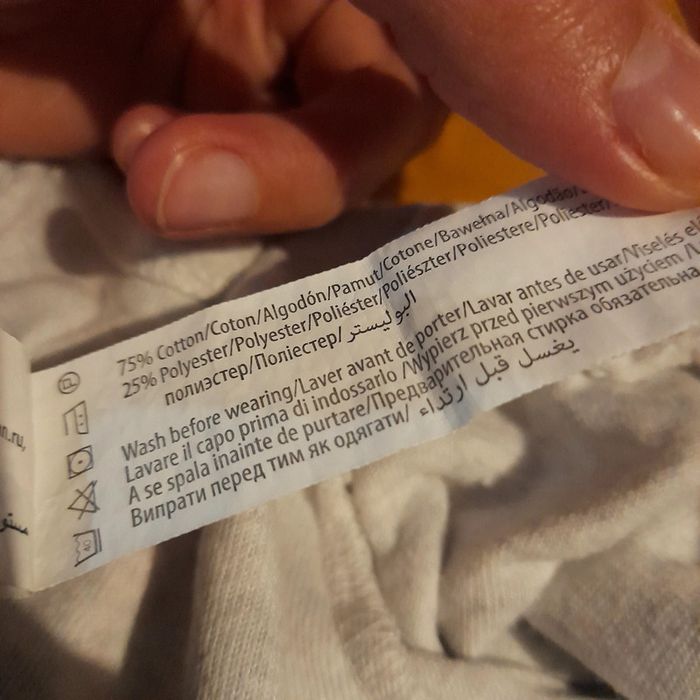 75% Cotton/Coton/Algodón/Pamut/Cotone/Bawełna/Algodão/
25% Polyester/Polyester/Poliéster/Poliészter/Poliestere/Poliester/
полиэстер/Поліестер/ البوليستر
Wash before wearing/Laver avant de porter/Lavar antes de usar/Viselés
Lavare il capo prima di indossarlo /Wypierz przed pierwszym użyciem /
A se spala inainte de purtare/Предварительная стирка обязательна
Випрати перед тим як одягати/ يغسل قبل ارتداء
40
n.ru,